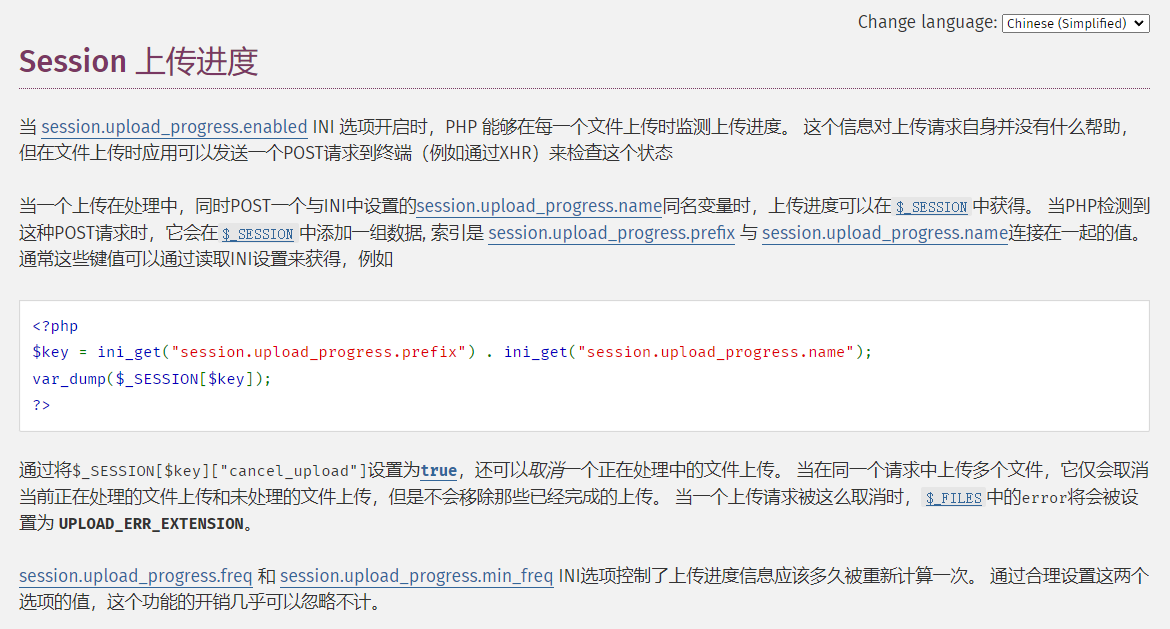 Change language: Chinese (Simplified)
Session 上传进度
当 session.upload_progress.enabled INI 选项开启时，PHP 能够在每一个文件上传时监测上传进度。 这个信息对上传请求自身并没有什么帮助，
但在文件上传时应用可以发送一个POST请求到终端（例如通过XHR）来检查这个状态
当一个上传在处理中，同时POST一个与INI中设置的session.upload_progress.name同名变量时，上传进度可以在 $_SESSION 中获得。 当PHP检测到
这种POST请求时，它会在 $_SESSION 中添加一组数据, 索引是 session.upload_progress.prefix 与 session.upload_progress.name连接在一起的值。
通常这些键值可以通过读取INI设置来获得，例如
<?php
$key = ini_get("session.upload_progress.prefix") . ini_get("session.upload_progress.name");
var_dump($_SESSION[$key]);
?>
通过将$_SESSION[$key]["cancel_upload"]设置为true，还可以取消一个正在处理中的文件上传。 当在同一个请求中上传多个文件，它仅会取消
当前正在处理的文件上传和未处理的文件上传，但是不会移除那些已经完成的上传。 当一个上传请求被这么取消时， $_FILES 中的error将会被设
置为 UPLOAD_ERR_EXTENSION。
session.upload_progress.freq 和 session.upload_progress.min_freq INI选项控制了上传进度信息应该多久被重新计算一次。 通过合理设置这两个
选项的值，这个功能的开销几乎可以忽略不计。